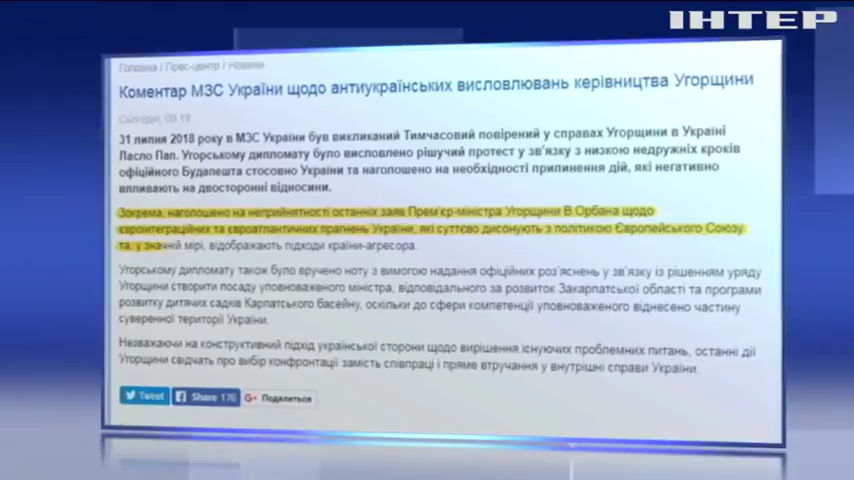 ІНТЕР
Головна / Прес-центр / Новини
Коментар МЗС України щодо антиукраїнських висловлювань керівництва Угорщини
Сьогодні, 09:19
31 липня 2018 року в МЗС України був викликаний Тимчасовий повірений у справах Угорщини в Україні
Пасло Пап. Угорському дипломату було висловлено рішучий протест у зв'язку з низкою недружніх кроків
офіційного Будапешта стосовно України та наголошено на необхідності припинення дій, які негативно
впливають на двосторонні відносини.
Зокрема, наголошено на неприйнятності останніх заяв Прем'єр-міністра Угорщини В.Орбана щодо
євроінтеграційних та євроатлантичних прагнень України, які суттєво дисонують з політикою Європейського Союзу
та, у значній мірі, відображають підходи країни-агресора.
Угорському дипломату також було вручено ноту з вимогою надання офіційних роз'яснень у зв'язку із рішенням уряду
Угорщини створити посаду уповноваженого міністра, відповідального за розвиток Закарпатської області та програми
розвитку дитячих садків Карпатського басейну, оскільки до сфери компетенції уповноваженого віднесено частину
суверенної території України.
Незважаючи на конструктивний підхід української сторони щодо вирішення існуючих проблемних питань, останні дії
Угорщини свідчать про вибір конфронтації замість співпраці і пряме втручання у внутрішні справи України.
Tweet Share 176 G+ Поделиться